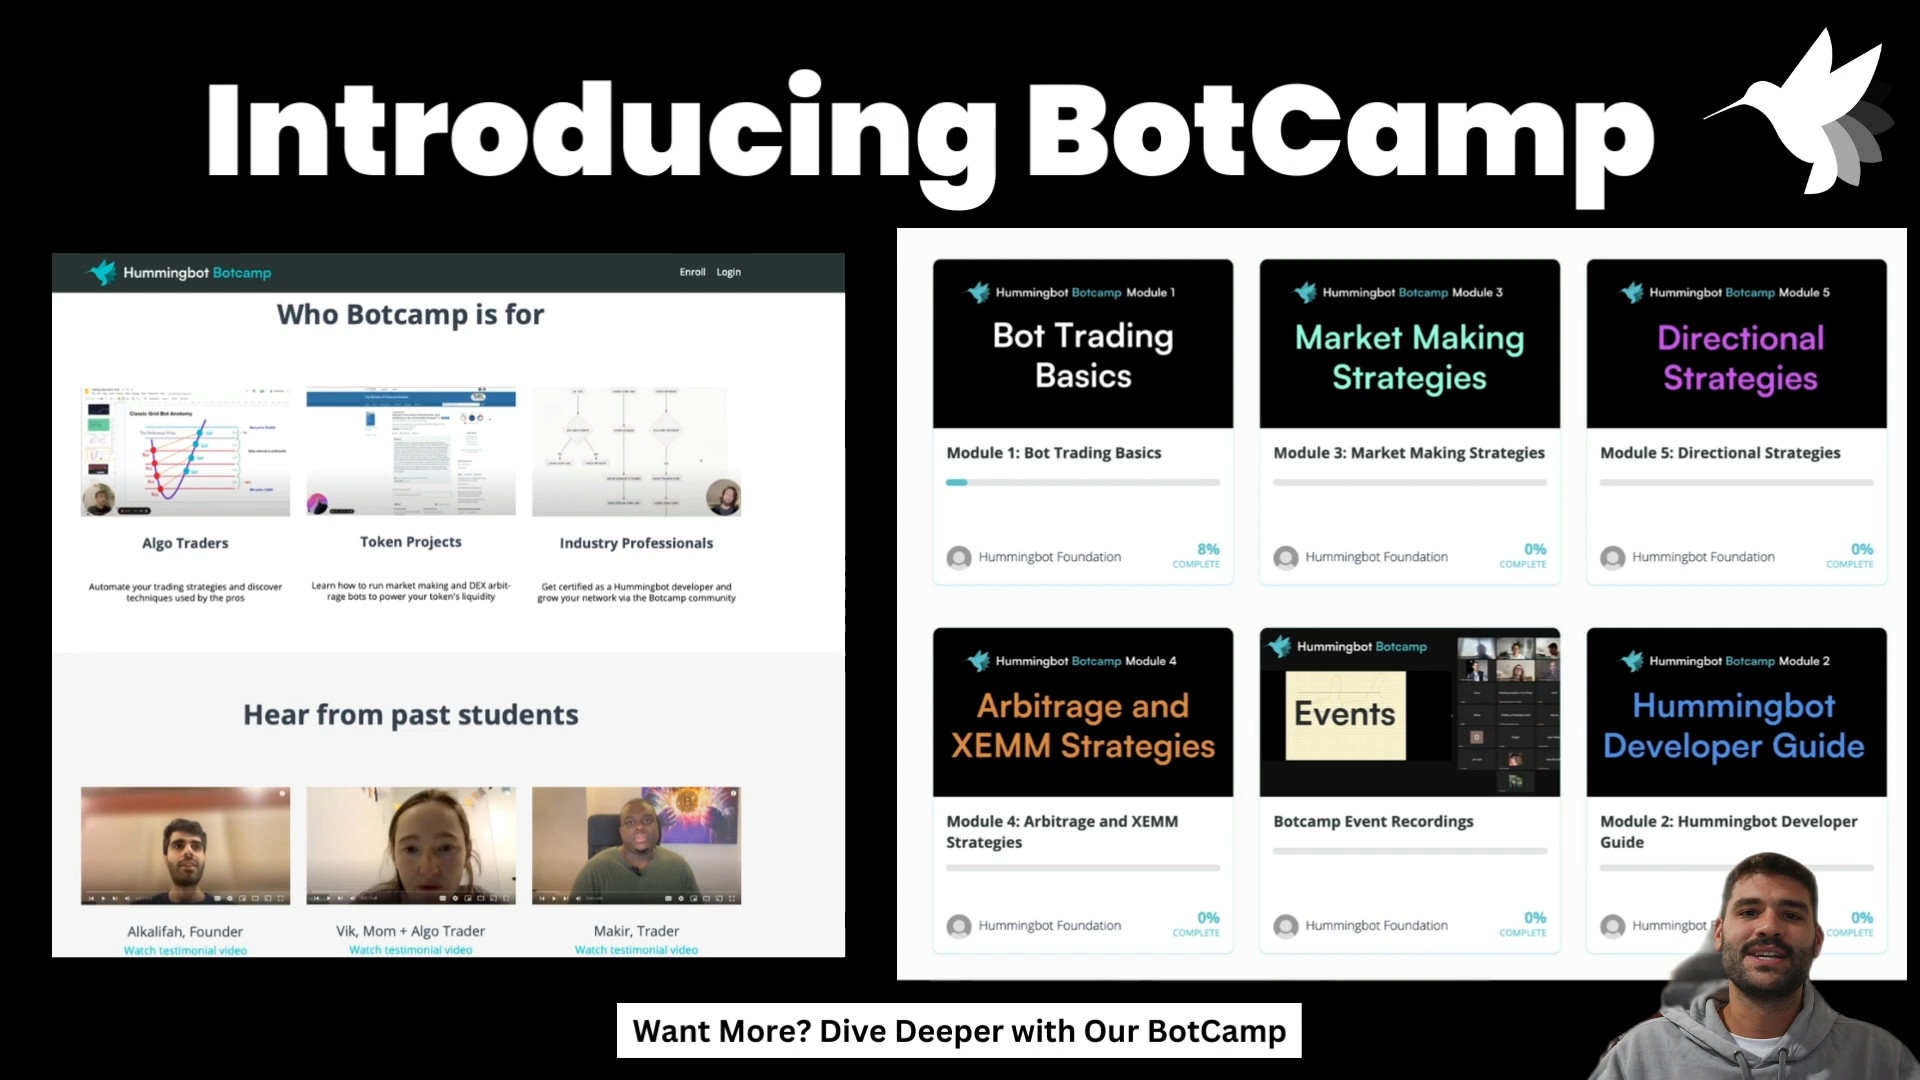 Introducing BotCamp
Hummingbot Botcamp
Enroll Login
Who Botcamp is for
Classic Grid Bot Anatomy
Algo Traders
Automate your trading strategies and discover
techniques used by the pros
Token Projects
Learn how to run market making and DEX arbit-
rage bots to power your token's liquidity
Industry Professionals
Get certified as a Hummingbot developer and
grow your network via the Botcamp community
Hear from past students
Alkalifah, Founder
Watch testimonial video
Vik, Mom + Algo Trader
Watch testimonial video
Makir, Trader
Watch testimonial video
Hummingbot Botcamp Module 1
Bot Trading
Basics
Module 1: Bot Trading Basics
Hummingbot Foundation
8%
COMPLETE
Hummingbot Botcamp Module 3
Market Making
Strategies
Module 3: Market Making Strategies
Hummingbot Foundation
0%
COMPLETE
Hummingbot Botcamp Module 5
Directional
Strategies
Module 5: Directional Strategies
Hummingbot Foundation
0%
COMPLETE
Hummingbot Botcamp Module 4
Arbitrage and
XEMM Strategies
Module 4: Arbitrage and XEMM
Strategies
Hummingbot Foundation
0%
COMPLETE
Hummingbot Botcamp
Events
Botcamp Event Recordings
Hummingbot Foundation
0%
COMPLETE
Hummingbot Botcamp Module 2
Hummingbot
Developer Guide
Module 2: Hummingbot Developer
Guide
Hummingbot
0%
COMPLETE
Want More? Dive Deeper with Our BotCamp